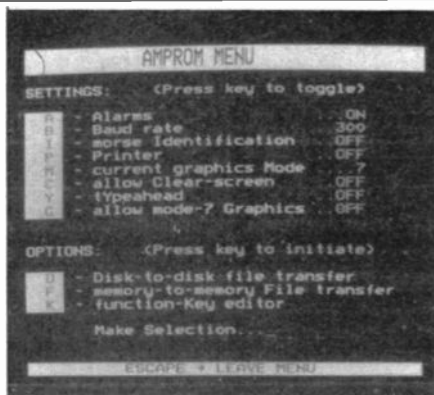 AMPROM MENU
SETTINGS: (Press key to toggle)
A - Alarms ..ON
B - Baud rate 300
I - morse Identification OFF
P - Printer ..OFF
M - current graphics Mode ..7
C - allow Clear-screen OFF
Y - tYpeahead ..OFF
G - allow mode-7 Graphics ..OFF
OPTIONS: (Press key to initiate)
D - Disk-to-disk file transfer
F - memory-to-memory File transfer
K - function-Key editor
Make Selection...
ESCAPE + LEAVE MENU